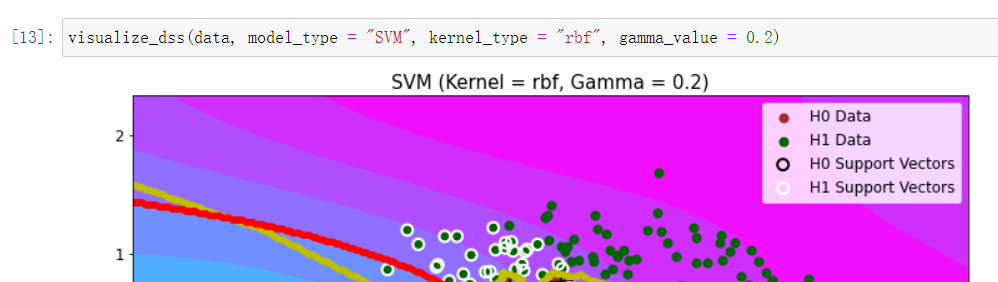 [13]: visualize_dss(data, model_type = "SVM", kernel_type = "rbf", gamma_value = 0.2)
SVM (Kernel = rbf, Gamma = 0.2)
H0 Data
2
H1 Data
H0 Support Vectors
H1 Support Vectors
1